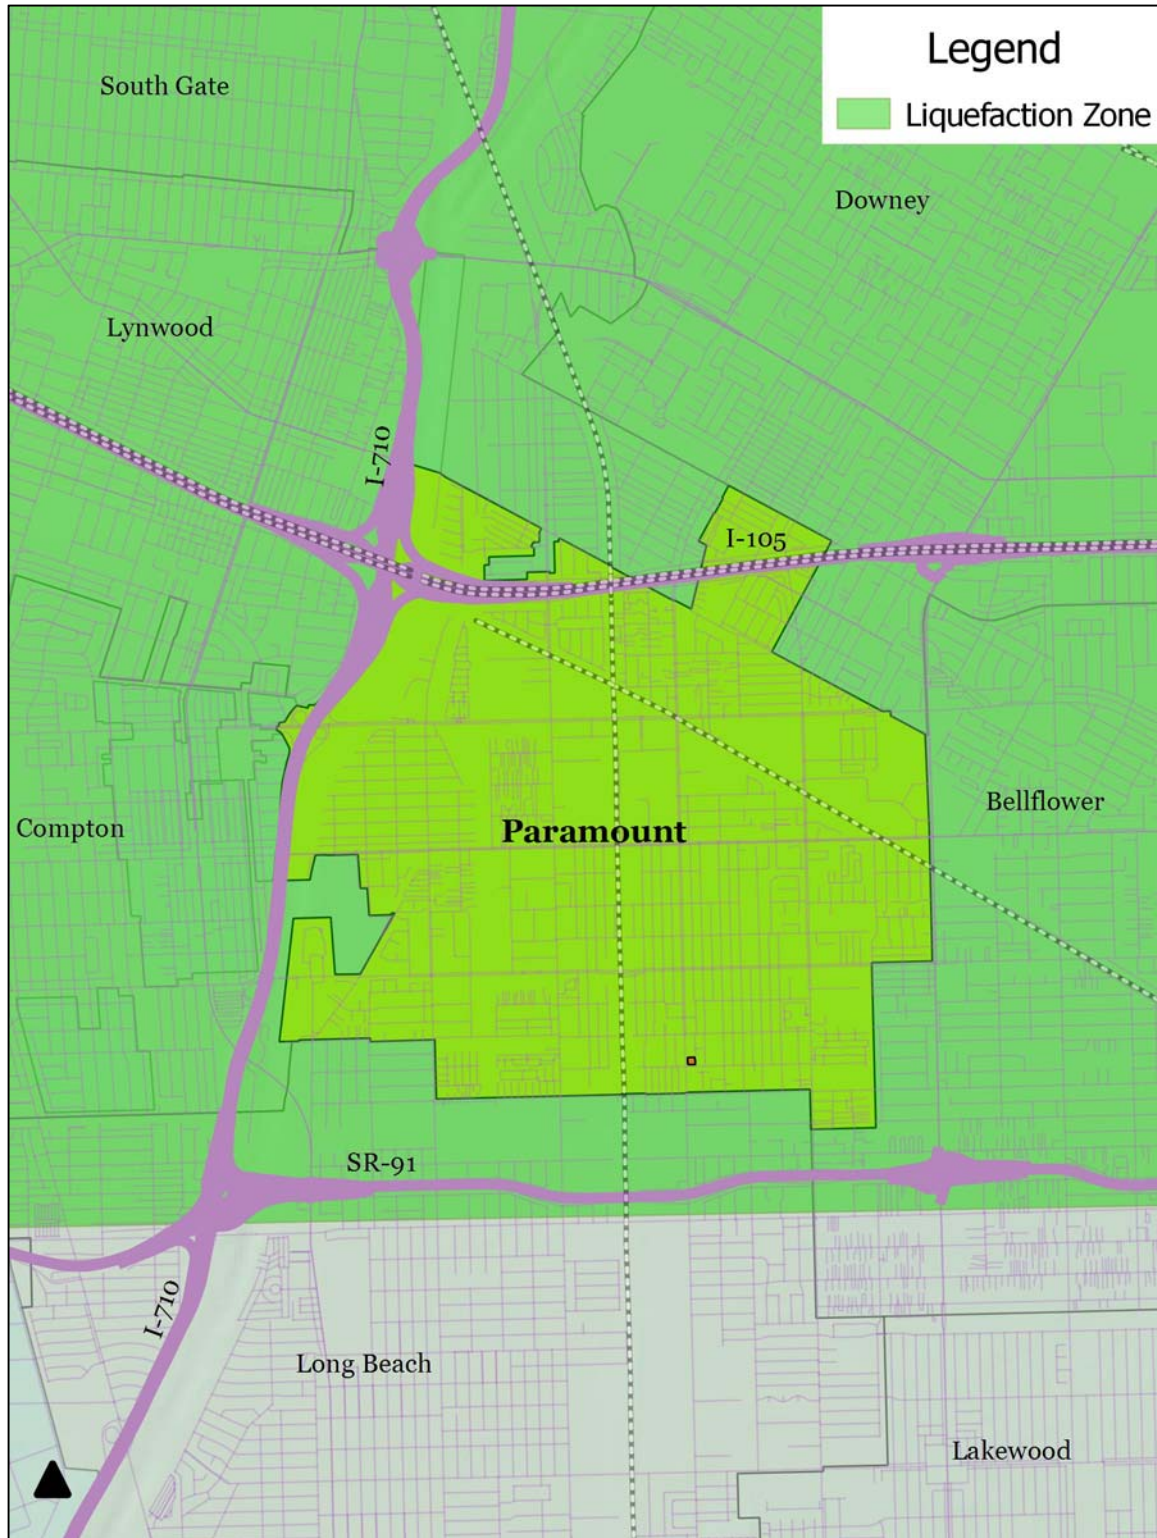 Legend
Liquefaction Zone
South Gate
Downey
Lynwood
I-710
I-105
Bellflower
Compton
Paramount
SR-91
I-710
Long Beach
Lakewood